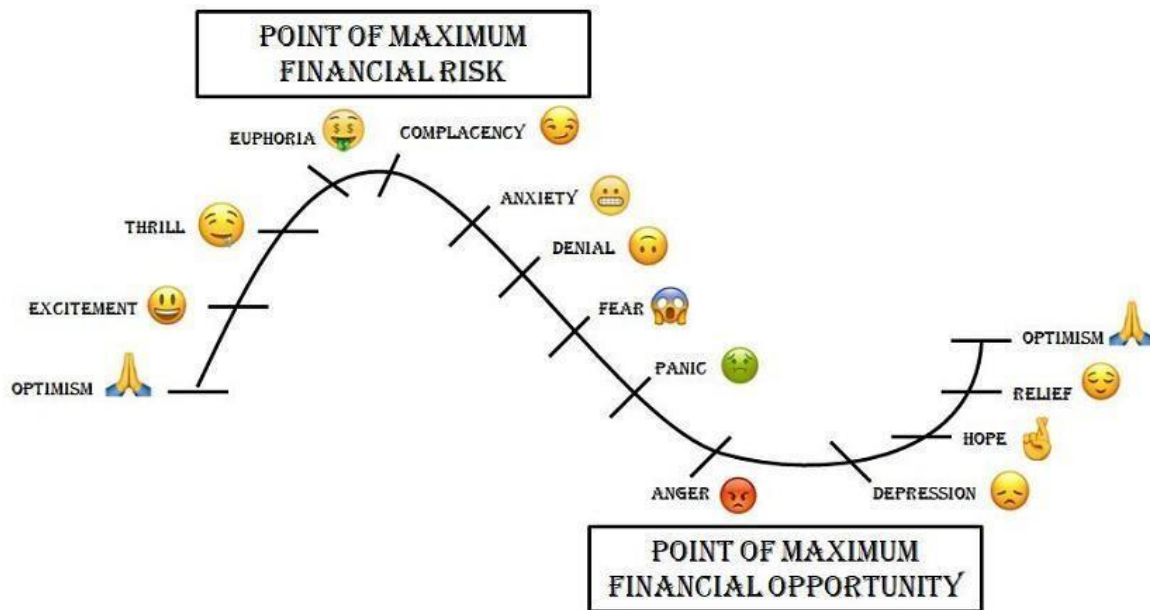 POINT OF MAXIMUM
FINANCIAL RISK
EUPHORIA
COMPLACENCY
THRILL
ANXIETY
DENIAL
EXCITEMENT
FEAR
OPTIMISM
PANIC
OPTIMISM
RELIEF
HOPE
ANGER
DEPRESSION
POINT OF MAXIMUM
FINANCIAL OPPORTUNITY